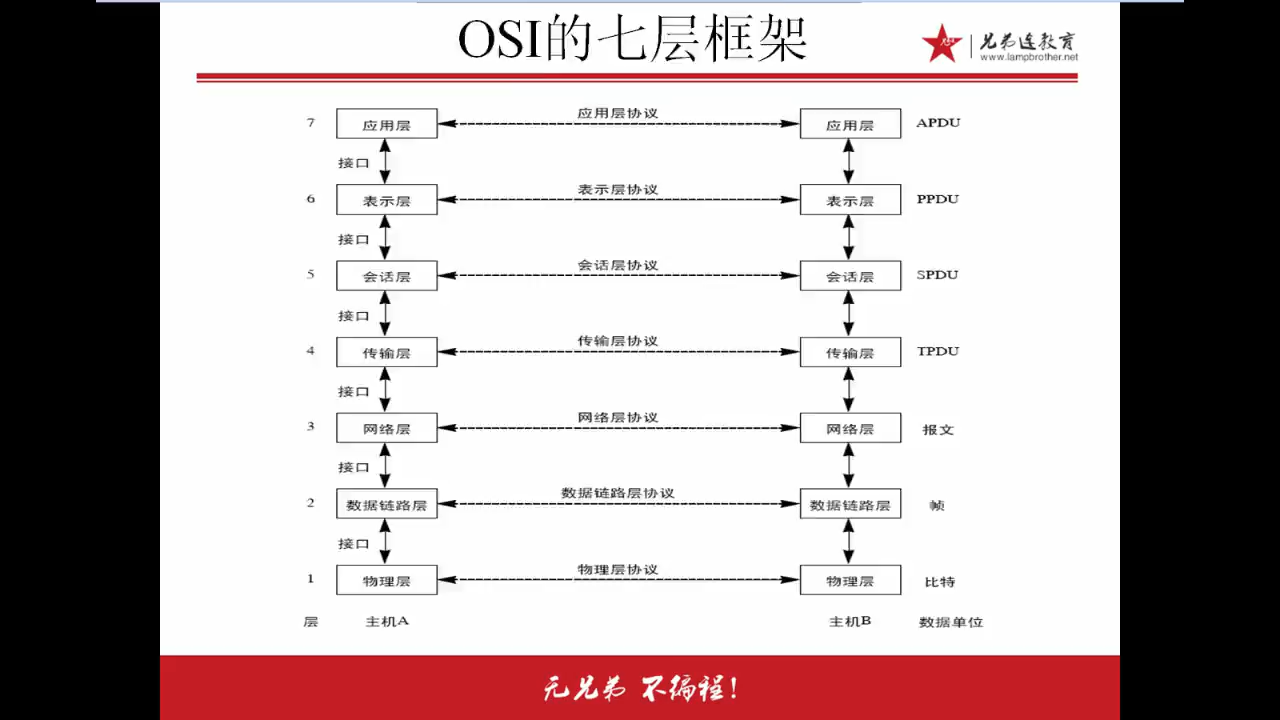 OSI的七层框架
兄弟连教育
www.lampbrother.net
应用层协议
7 应用层 应用层 APDU
接口
表示层协议
6 表示层 表示层 PPDU
接口
会话层协议
5 会话层 会话层 SPDU
接口
传输层协议
4 传输层 传输层 TPDU
接口
网络层协议
3 网络层 网络层 报文
接口
数据链路层协议
2 数据链路层 数据链路层 帧
接口
物理层协议
1 物理层 物理层 比特
层 主机A 主机B 数据单位
无兄弟 不编程!